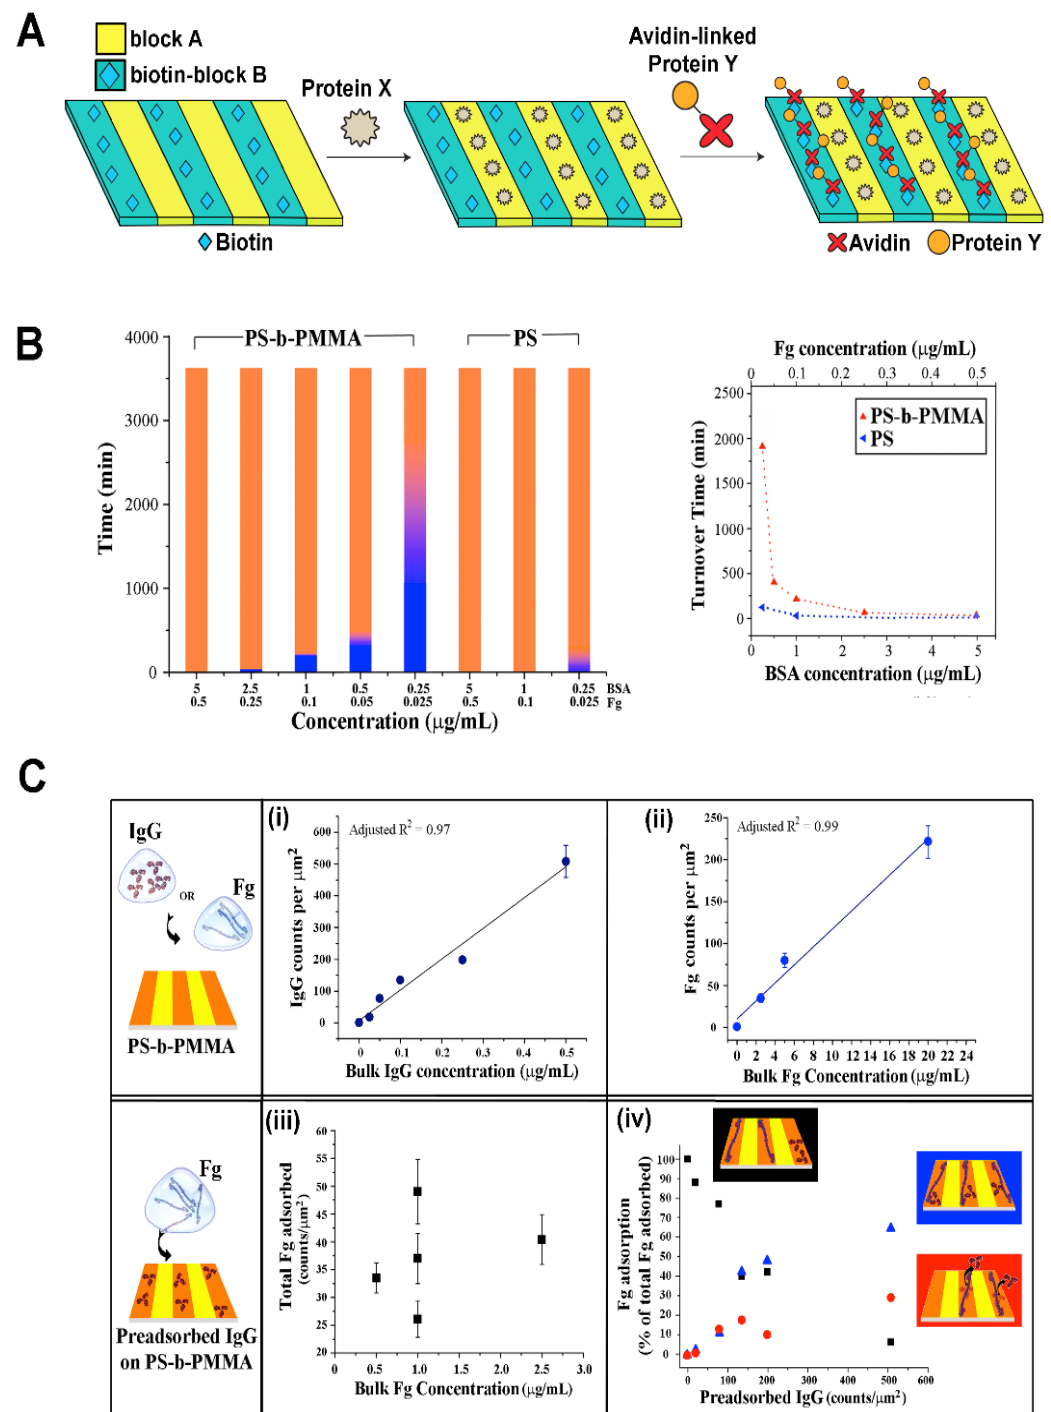 A
block A
biotin-block B
Protein X
Avidin-linked
Protein Y
Biotin
Avidin
Protein Y
B
PS-b-PMMA
PS
4000
3000
2000
1000
0
Time (min)
5 2.5 1 0.5 0.25 5 1 0.25 BSA
0.5 0.25 0.1 0.05 0.025 0.5 0.1 0.025 Fg
Concentration (μg/mL)
Fg concentration (μg/mL)
0 0.1 0.2 0.3 0.4 0.5
2500
2000
1500
1000
500
0
Turnover Time (min)
PS-b-PMMA
PS
0 1 2 3 4 5
BSA concentration (μg/mL)
C
IgG
OR
Fg
PS-b-PMMA
(i)
Adjusted R² = 0.97
600
500
400
300
200
100
0
IgG counts per μm²
0 0.1 0.2 0.3 0.4 0.5
Bulk IgG concentration (μg/mL)
(ii)
Adjusted R² = 0.99
250
200
150
100
50
0
Fg counts per μm²
0 2 4 6 8 10 12 14 16 18 20 22 24
Bulk Fg Concentration (μg/mL)
Fg
Preadsorbed IgG
on PS-b-PMMA
(iii)
60
55
50
45
40
35
30
25
20
Total Fg adsorbed
(counts/μm²)
0 0.5 1.0 1.5 2.0 2.5 3.0
Bulk Fg Concentration (μg/mL)
(iv)
100
90
80
70
60
50
40
30
20
10
0
Fg adsorption
(% of total Fg adsorbed)
0 100 200 300 400 500 600
Preadsorbed IgG (counts/μm²)